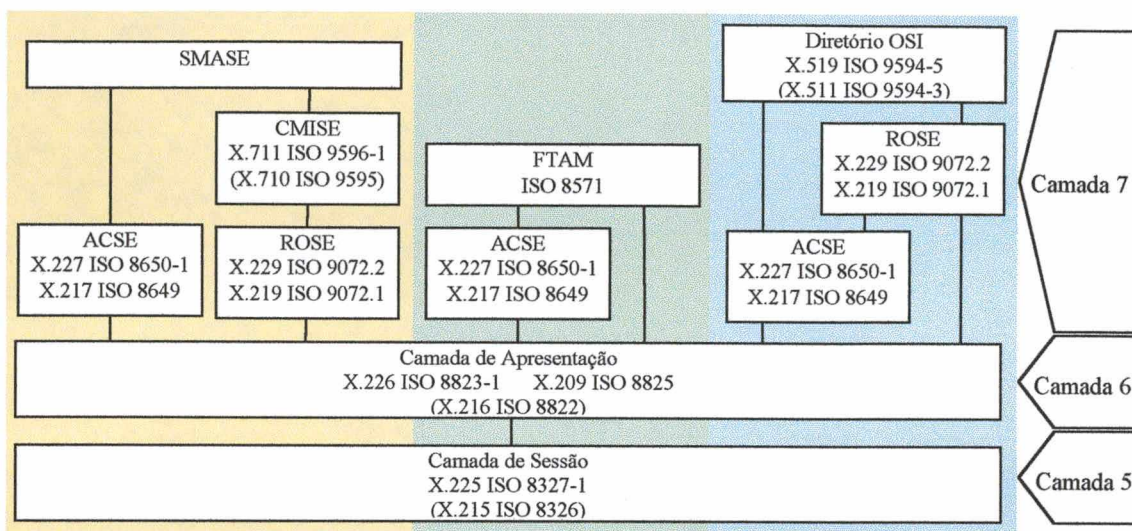 SMASE
CMISE
X.711 ISO 9596-1
(X.710 ISO 9595)
ACSE
X.227 ISO 8650-1
X.217 ISO 8649
ROSE
X.229 ISO 9072.2
X.219 ISO 9072.1
FTAM
ISO 8571
ACSE
X.227 ISO 8650-1
X.217 ISO 8649
Diretório OSI
X.519 ISO 9594-5
(X.511 ISO 9594-3)
ROSE
X.229 ISO 9072.2
X.219 ISO 9072.1
ACSE
X.227 ISO 8650-1
X.217 ISO 8649
Camada 7
Camada de Apresentação
X.226 ISO 8823-1 X.209 ISO 8825
(X.216 ISO 8822)
Camada 6
Camada de Sessão
X.225 ISO 8327-1
(X.215 ISO 8326)
Camada 5